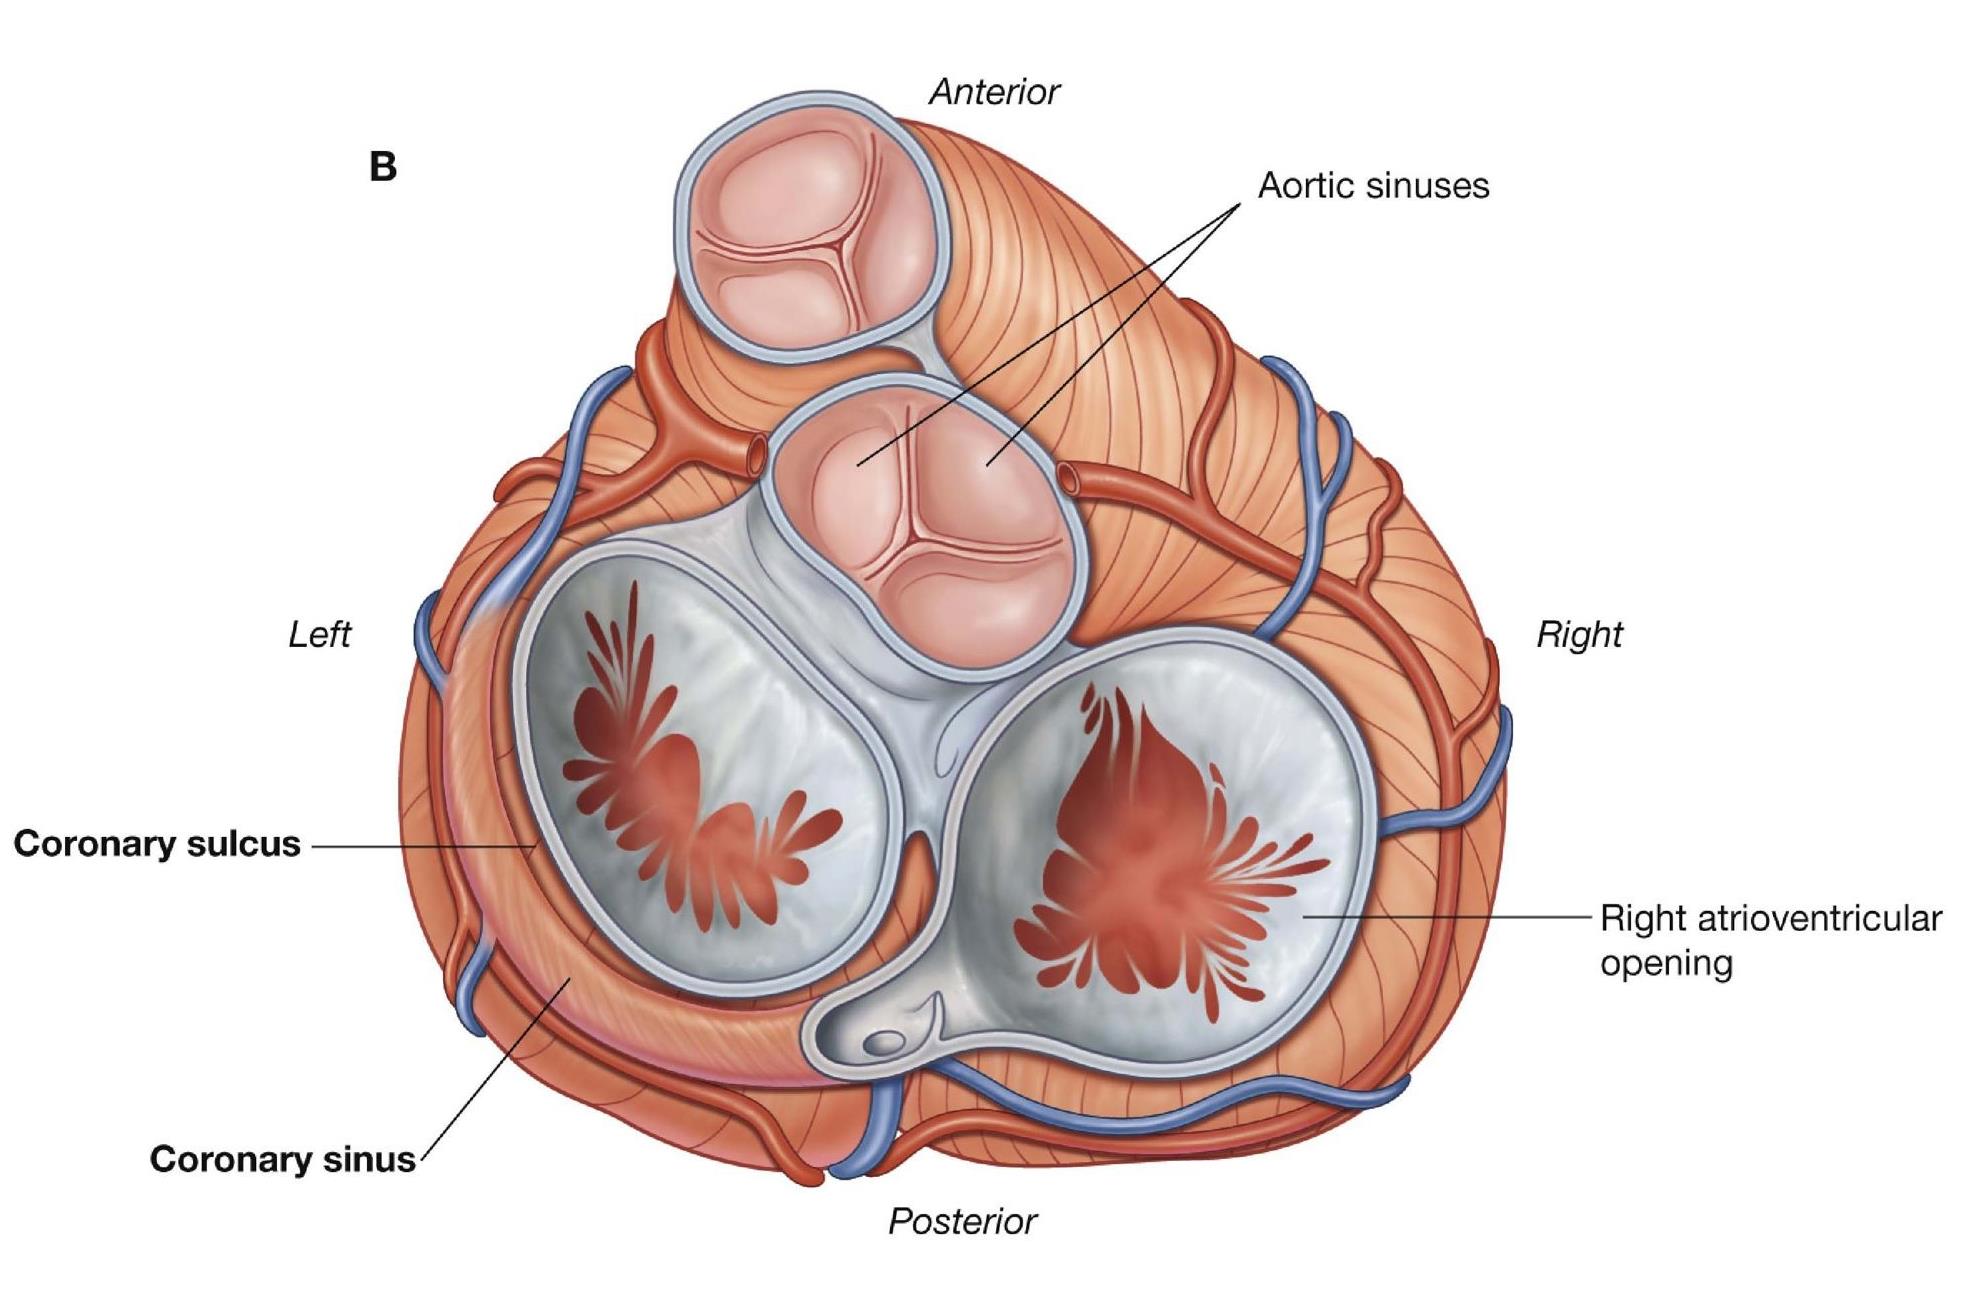 Anterior
B
Aortic sinuses
Left
Right
Coronary sulcus
Right atrioventricular
opening
Coronary sinus
Posterior